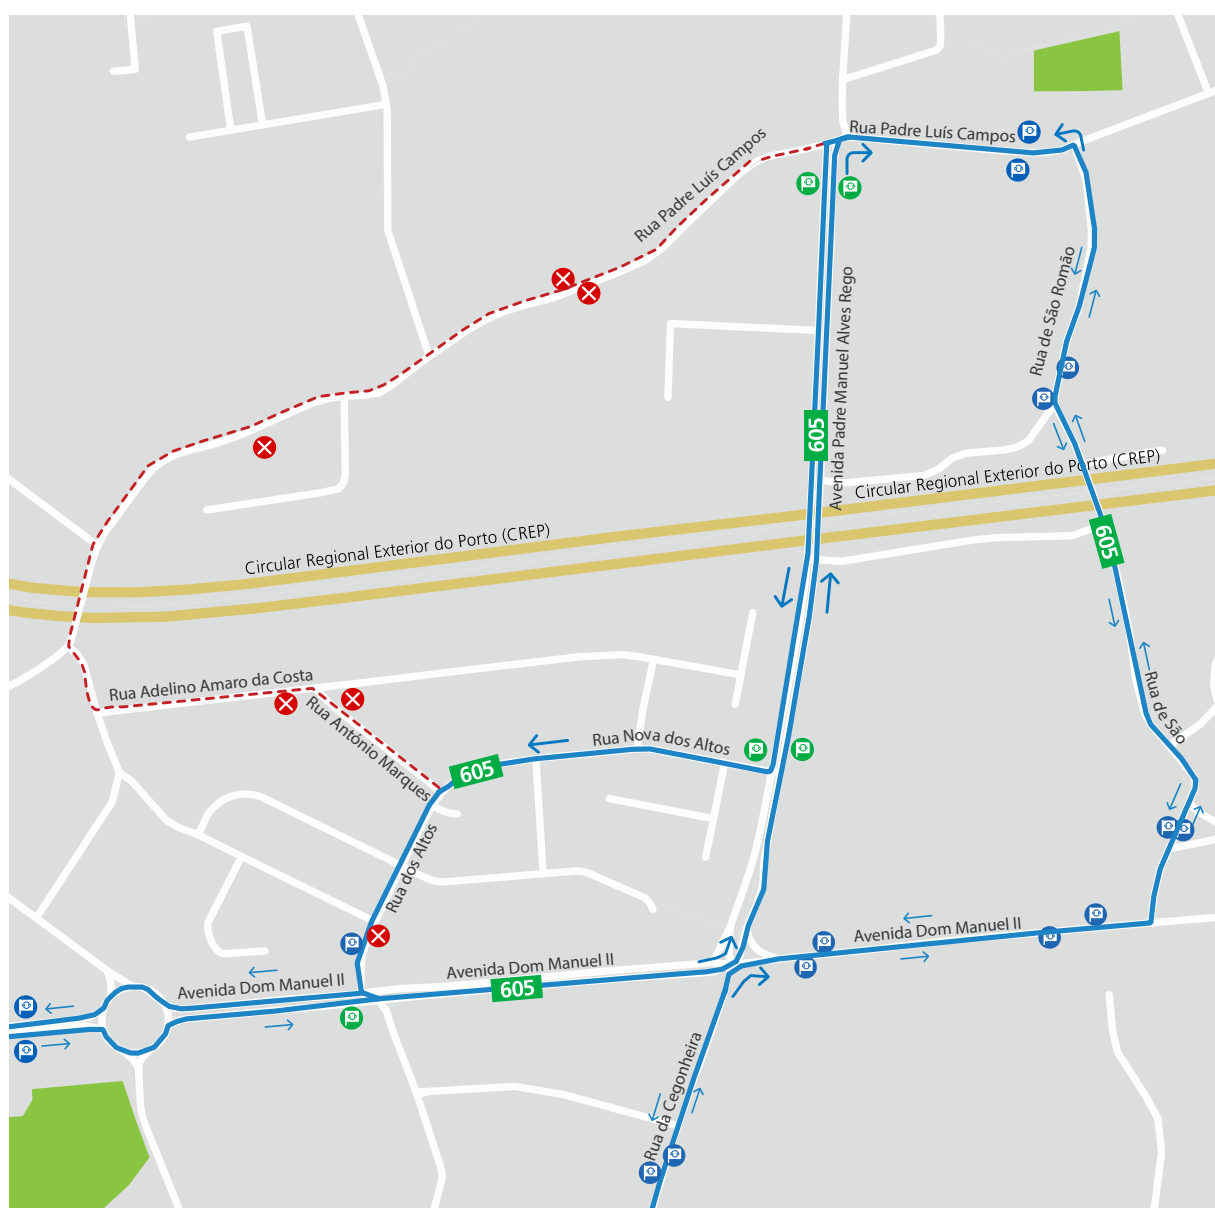 Rua Padre Luís Campos
Rua Padre Luís Campos
Rua de São Romão
Avenida Padre Manuel Alves Rego
605
Circular Regional Exterior do Porto (CREP)
Circular Regional Exterior do Porto (CREP)
605
Rua Adelino Amaro da Costa
Rua António Marques
Rua Nova dos Altos
605
Rua de São
Rua dos Altos
Avenida Dom Manuel II
Avenida Dom Manuel II
Avenida Dom Manuel II
605
Rua da Cegonheira